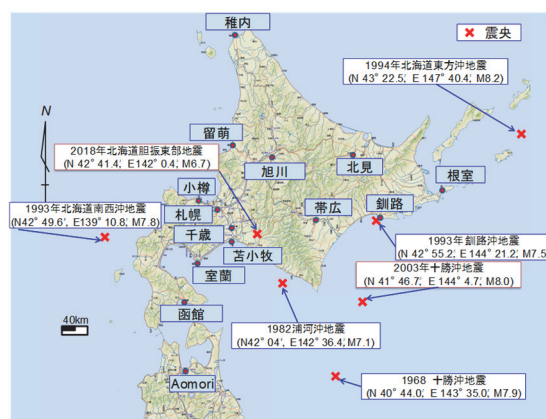 稚内
震央
1994年北海道東方沖地震
(N 43° 22.5', E 147° 40.4', M8.2)
N
留萌
2018年北海道胆振東部地震
(N 42° 41.4', E142° 0.4', M6.7)
旭川
北見
根室
小樽
1993年北海道南西沖地震
(N42° 49.6', E139° 10.8', M7.8)
札幌
帯広
釧路
千歳
1993年釧路沖地震
(N 42° 55.2', E 144° 21.2', M7.5)
苫小牧
室蘭
2003年十勝沖地震
(N 41° 46.7', E 144° 4.7', M8.0)
函館
40km
1982浦河沖地震
(N42° 04', E142° 36.4', M7.1)
Aomori
1968 十勝沖地震
(N 40° 44.0', E 143° 35.0', M7.9)